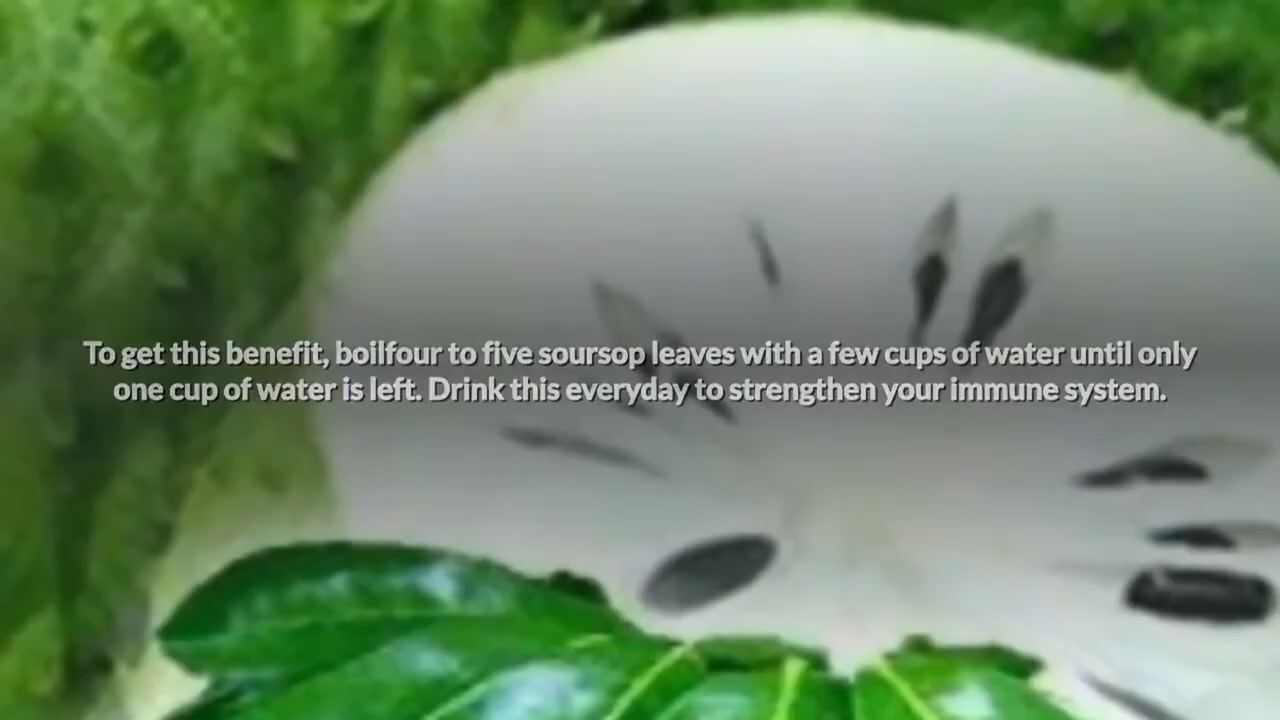 To get this benefit, boilfour to five soursop leaves with a few cups of water until only
one cup of water is left. Drink this everyday to strengthen your immune system.